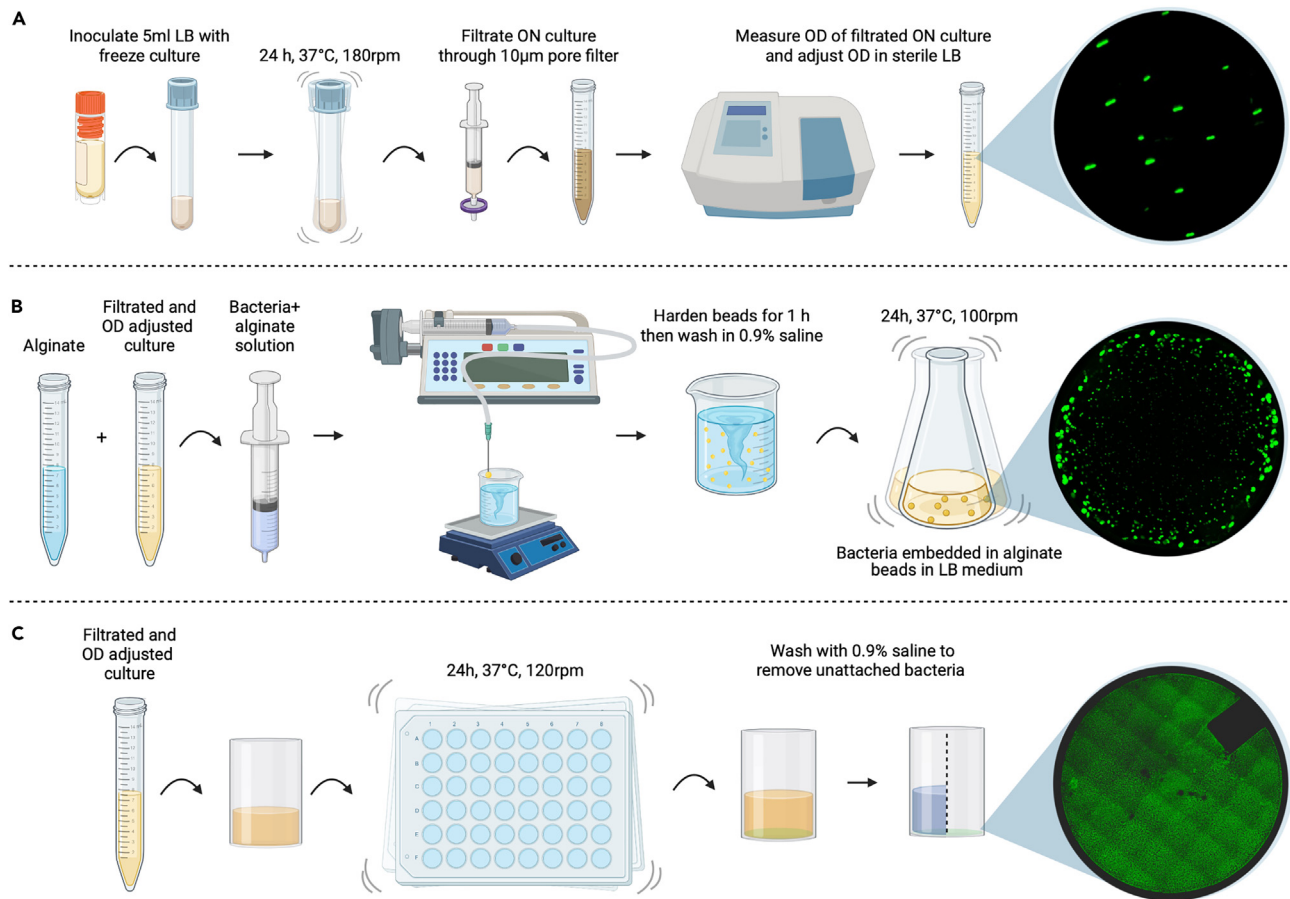 A
Inoculate 5ml LB with
freeze culture
24 h, 37°C, 180rpm
Filtrate ON culture
through 10μm pore filter
Measure OD of filtrated ON culture
and adjust OD in sterile LB
B
Alginate
Filtrated and
OD adjusted
culture
Bacteria+
alginate
solution
+
Harden beads for 1 h
then wash in 0.9% saline
24h, 37°C, 100rpm
Bacteria embedded in alginate
beads in LB medium
C
Filtrated and
OD adjusted
culture
24h, 37°C, 120rpm
1 2 3 4 5 6 7 8
A
B
C
D
E
F
Wash with 0.9% saline to
remove unattached bacteria